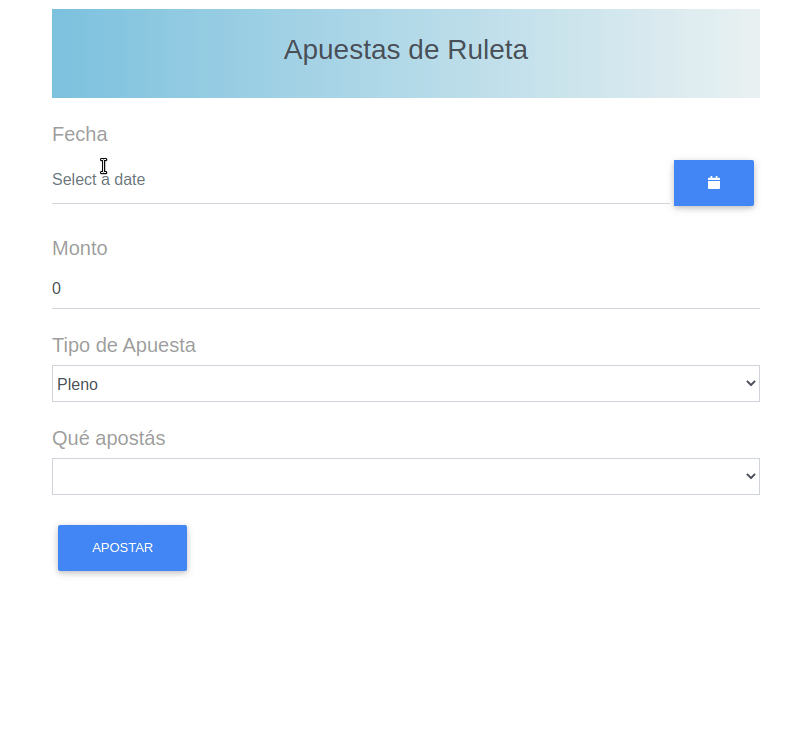 Apuestas de Ruleta
Fecha
Select a date
Monto
0
Tipo de Apuesta
Pleno
Qué apostás
APOSTAR